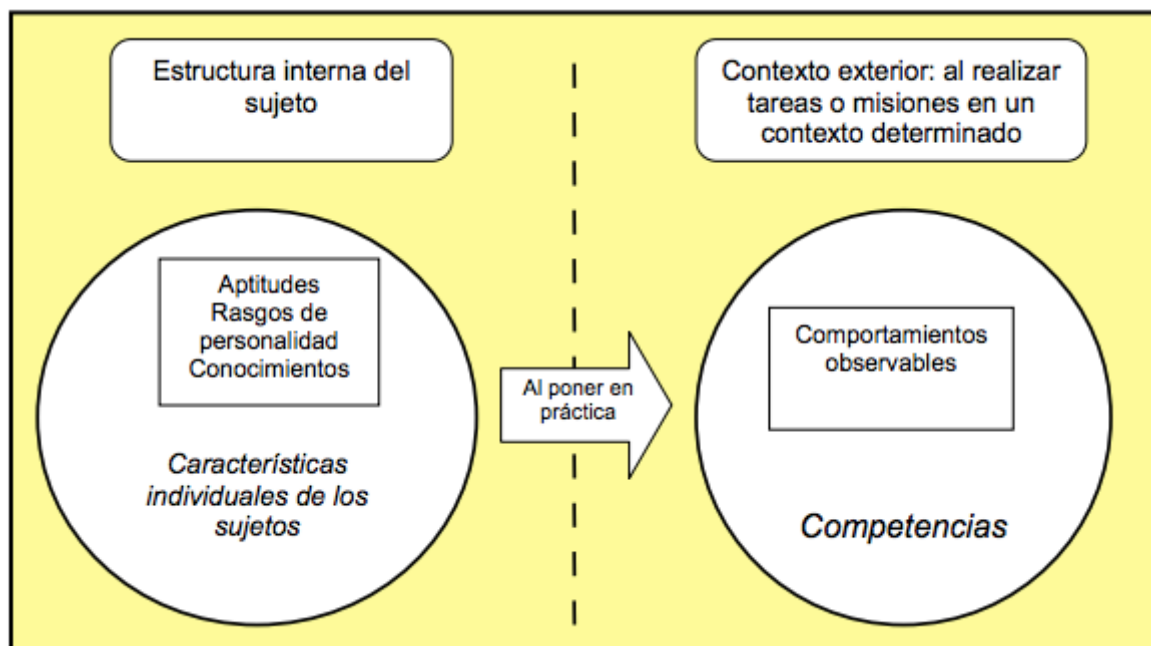 Estructura interna del
sujeto
Contexto exterior: al realizar
tareas o misiones en un
contexto determinado
Aptitudes
Rasgos de
personalidad
Conocimientos
Características
individuales de los
sujetos
Al poner en
práctica
Comportamientos
observables
Competencias